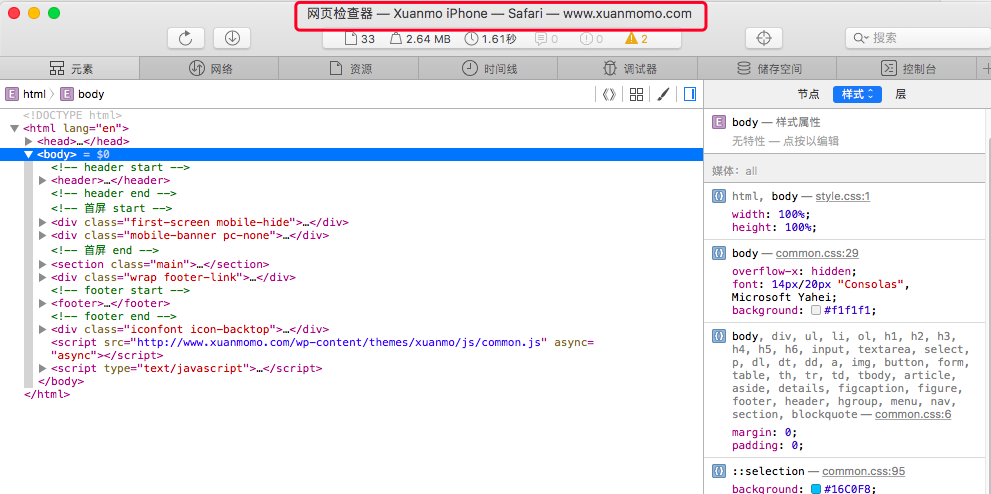 网页检查器 — Xuanmo iPhone — Safari — www.xuanmomo.com
33 2.64 MB 1.61秒 0 0 2 搜索
元素 网络 资源 时间线 调试器 储存空间 控制台
E html 〉 E body
节点 样式 层
<!DOCTYPE html>
<html lang="en">
<head>…</head>
<body> = $0
<!-- header start -->
<header>…</header>
<!-- header end -->
<!-- 首屏 start -->
<div class="first-screen mobile-hide">…</div>
<div class="mobile-banner pc-none">…</div>
<!-- 首屏 end -->
<section class="main">…</section>
<div class="wrap footer-link">…</div>
<!-- footer start -->
<footer>…</footer>
<!-- footer end -->
<div class="iconfont icon-backtop">…</div>
<script src="http://www.xuanmomo.com/wp-content/themes/xuanmo/js/common.js" async=
"async"></script>
<script type="text/javascript">…</script>
</body>
</html>
E body — 样式属性
无特性 — 点按以编辑
媒体: all
html, body — style.css:1
width: 100%;
height: 100%;
body — common.css:29
overflow-x: hidden;
font: 14px/20px "Consolas",
Microsoft Yahei;
background: #f1f1f1;
body, div, ul, li, ol, h1, h2, h3,
h4, h5, h6, input, textarea, select,
p, dl, dt, dd, a, img, button, form,
table, th, tr, td, tbody, article,
aside, details, figcaption, figure,
footer, header, hgroup, menu, nav,
section, blockquote — common.css:6
margin: 0;
padding: 0;
::selection — common.css:95
background: #16C0F8;